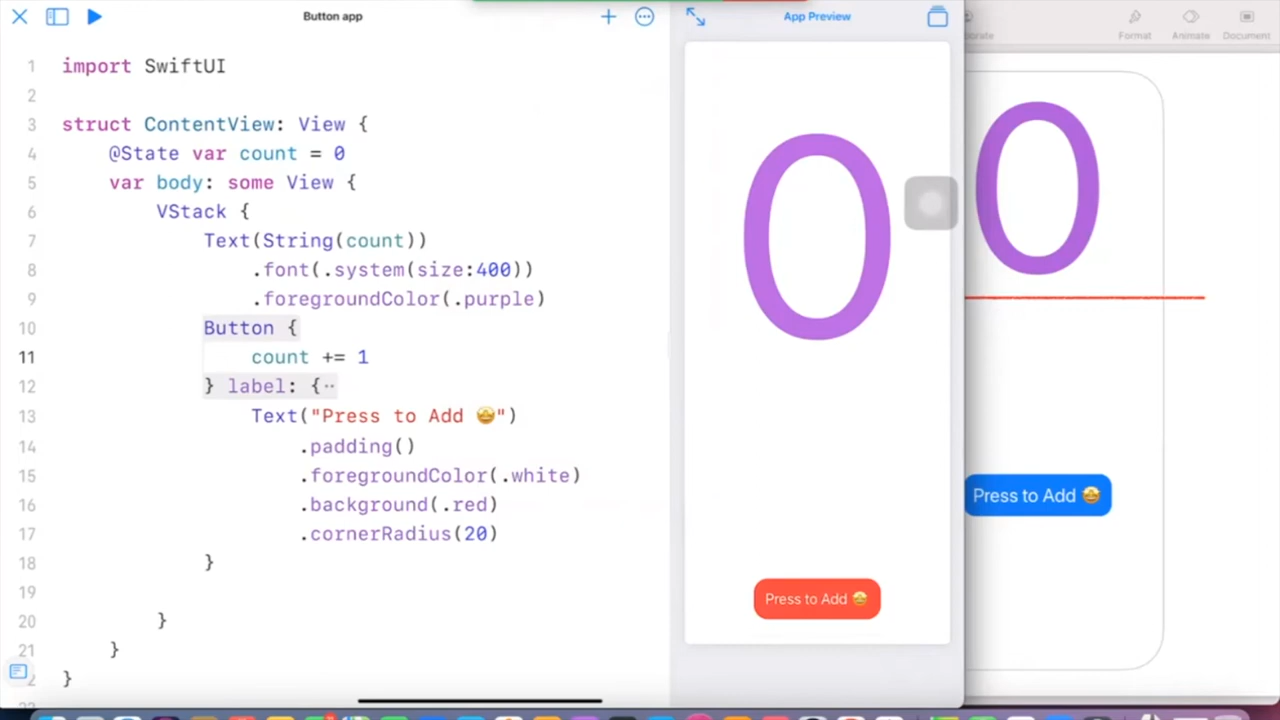 Button app
App Preview
Format
Animate
Document
1 import SwiftUI
2
3 struct ContentView: View {
4 @State var count = 0
5 var body: some View {
6 VStack {
7 Text(String(count))
8 .font(.system(size:400))
9 .foregroundColor(.purple)
10 Button {
11 count += 1
12 } label: {
13 Text("Press to Add 🤩")
14 .padding()
15 .foregroundColor(.white)
16 .background(.red)
17 .cornerRadius(20)
18 }
19
20 }
21 }
}
0
Press to Add 🤩
0
Press to Add 🤩